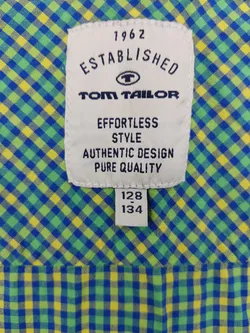 1962
ESTABLISHED
TOM TAILOR
EFFORTLESS
STYLE
AUTHENTIC DESIGN
PURE QUALITY
128
-
134